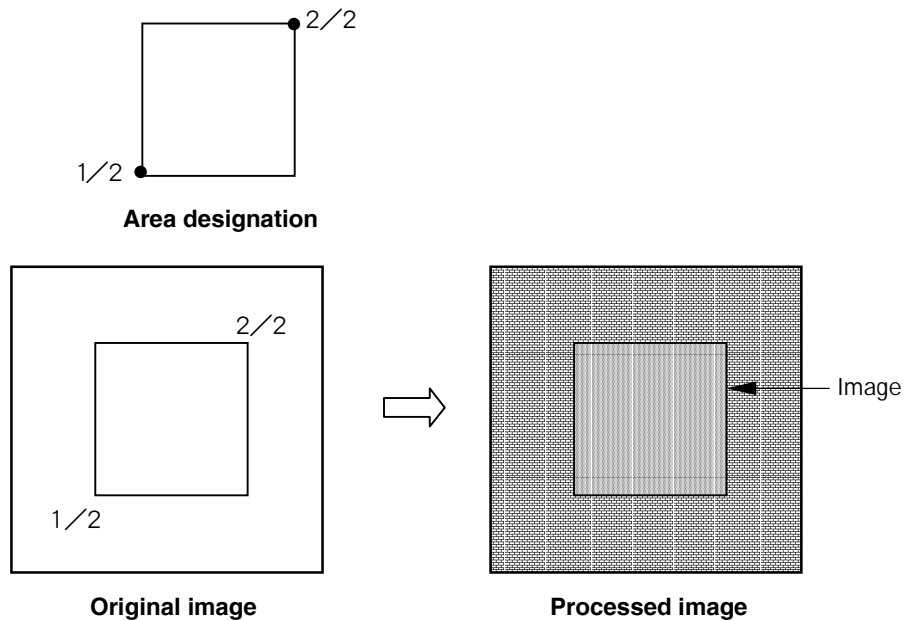 2/2
1/2
Area designation
2/2
1/2
Image
Original image
Processed image